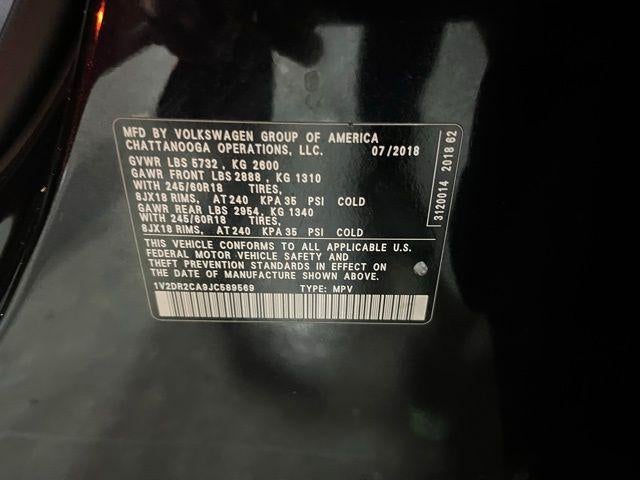 MFD BY VOLKSWAGEN GROUP OF AMERICA
CHATTANOOGA OPERATIONS, LLC. 07/2018
GVWR LBS 5732 , KG 2600
GAWR FRONT LBS 2888 , KG 1310
WITH 245/60R18 TIRES,
8JX18 RIMS, AT 240 KPA 35 PSI COLD
GAWR REAR LBS 2954, KG 1340
WITH 245/60R18 TIRES,
8JX18 RIMS, AT 240 KPA 35 PSI COLD
THIS VEHICLE CONFORMS TO ALL APPLICABLE U.S.
FEDERAL MOTOR VEHICLE SAFETY AND
THEFT PREVENTION STANDARDS IN EFFECT ON
THE DATE OF MANUFACTURE SHOWN ABOVE.
1V2DR2CA9JC589569 TYPE: MPV
3120014 2018 62